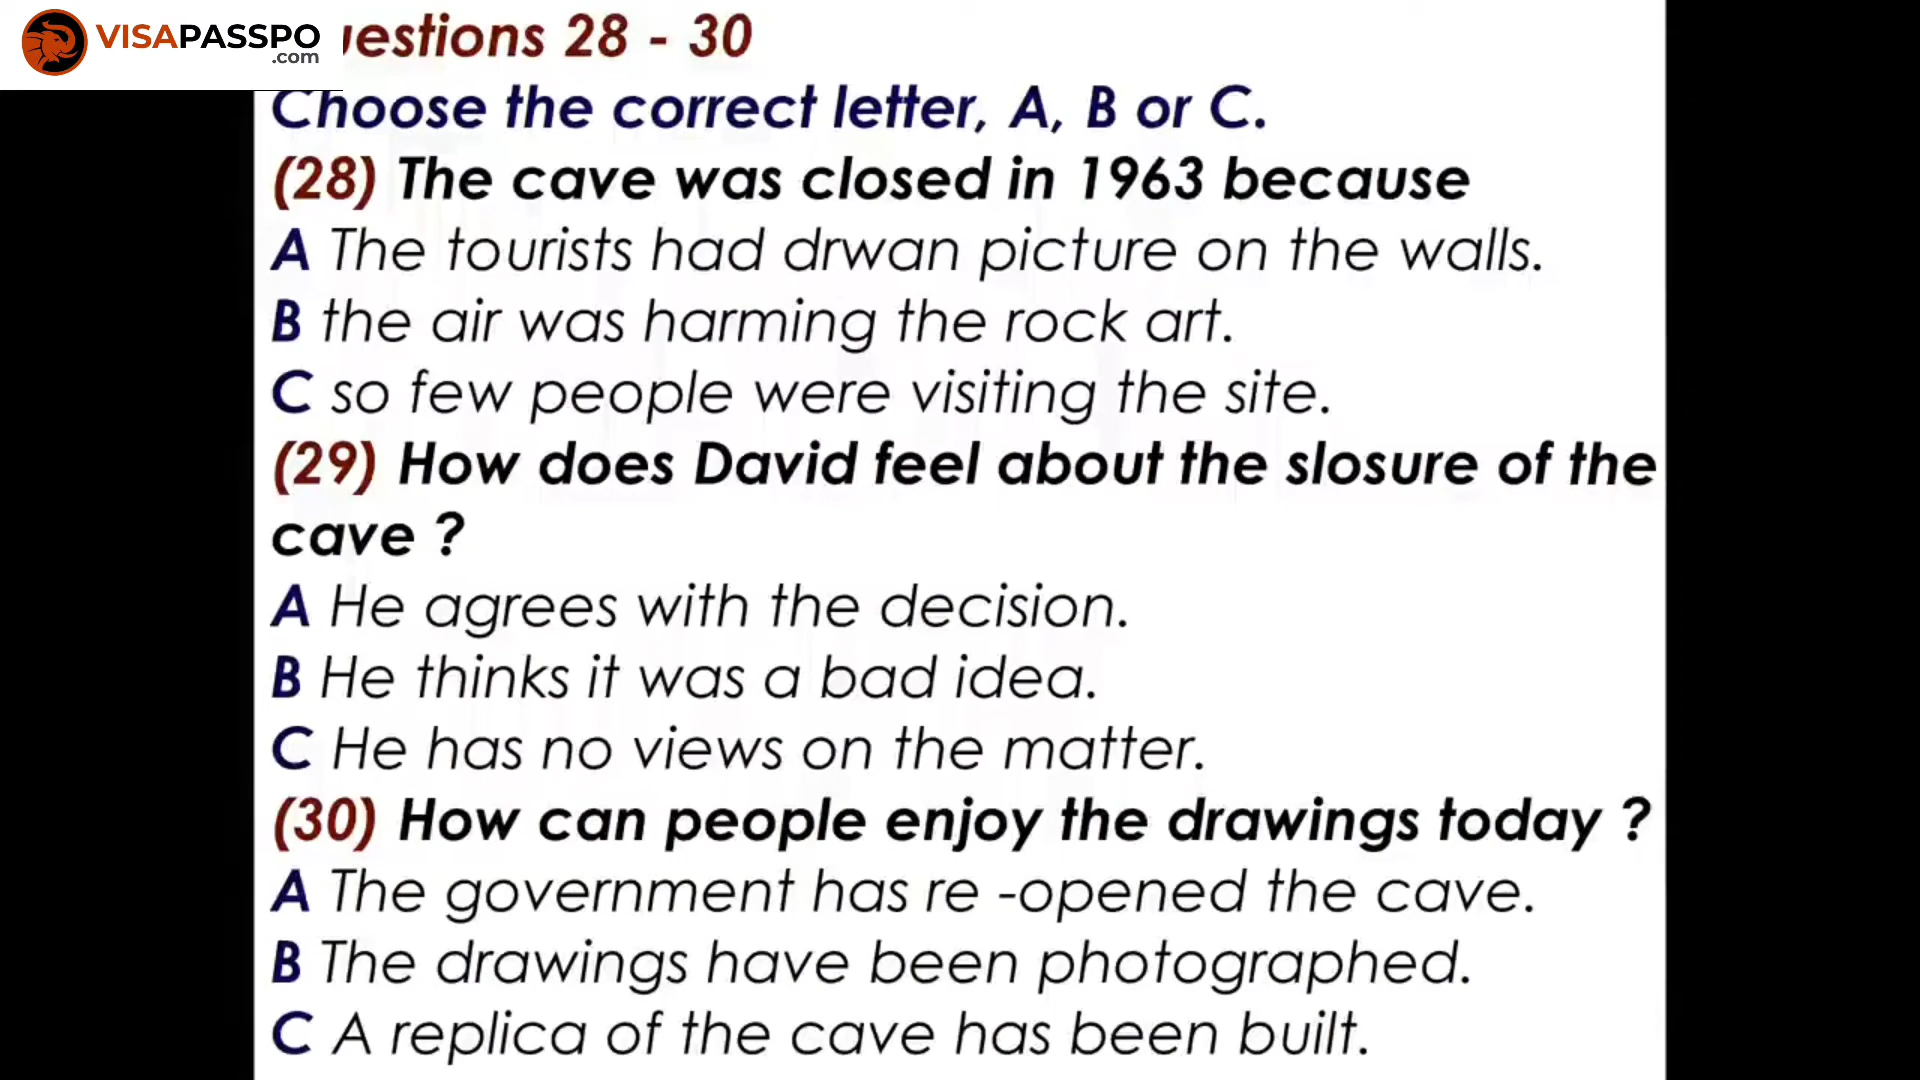 VISAPASSPO
.com
uestions 28 - 30
Choose the correct letter, A, B or C.
(28) The cave was closed in 1963 because
A The tourists had drwan picture on the walls.
B the air was harming the rock art.
C so few people were visiting the site.
(29) How does David feel about the slosure of the
cave ?
A He agrees with the decision.
B He thinks it was a bad idea.
C He has no views on the matter.
(30) How can people enjoy the drawings today ?
A The government has re -opened the cave.
B The drawings have been photographed.
C A replica of the cave has been built.